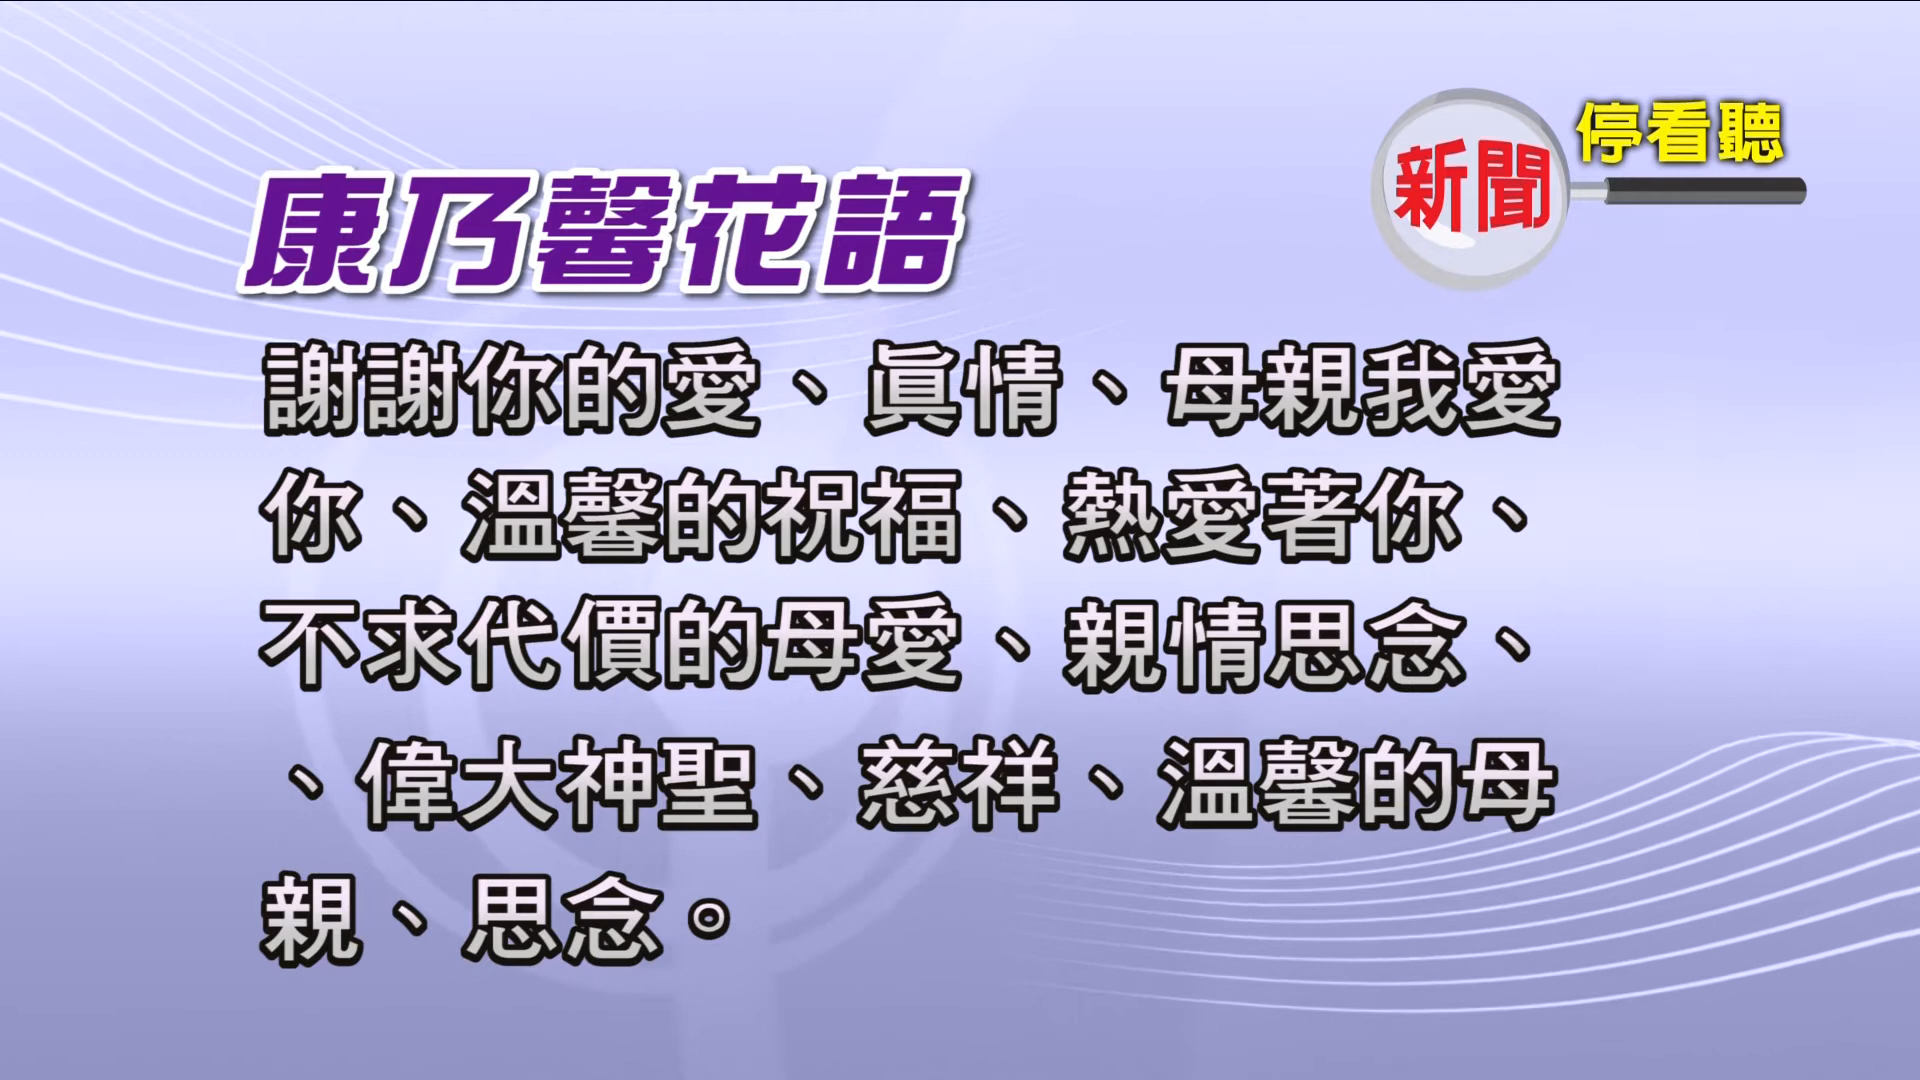 停看聽
新聞
康乃馨花語
謝謝你的愛、眞情、母親我愛
你、溫馨的祝福、熱愛著你、
不求代價的母愛、親情思念、
、偉大神聖、慈祥、溫馨的母
親、思念。